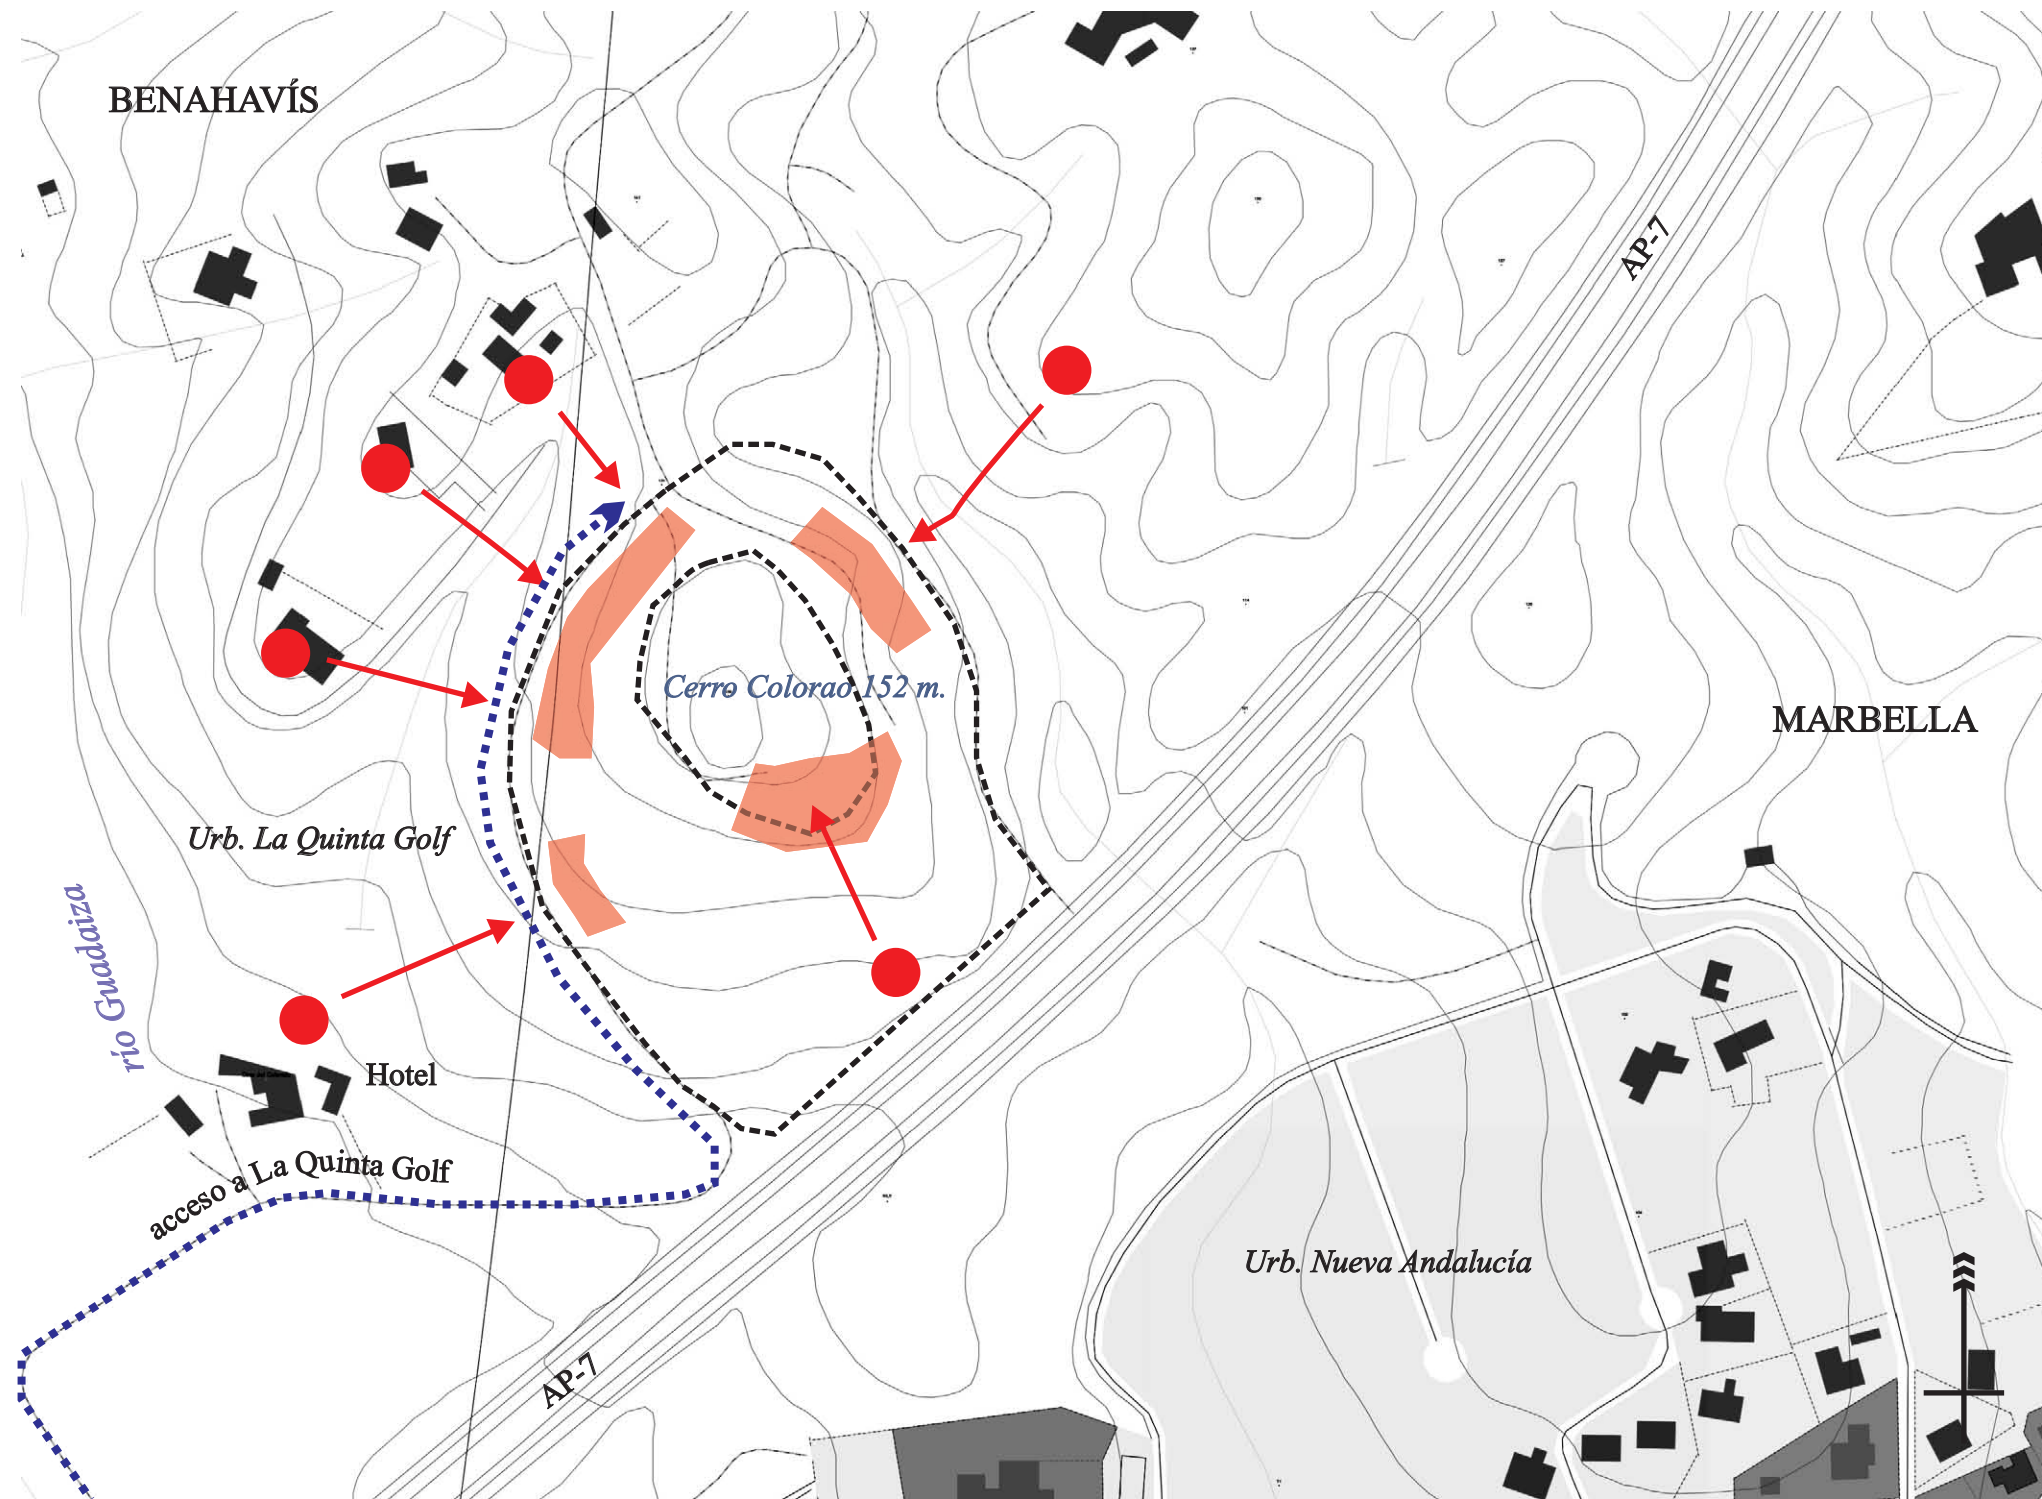 BENAHAVÍS
AP-7
Cerro Colorao 152 m.
MARBELLA
Urb. La Quinta Golf
río Guadaiza
Hotel
acceso a La Quinta Golf
Urb. Nueva Andalucía
AP-7